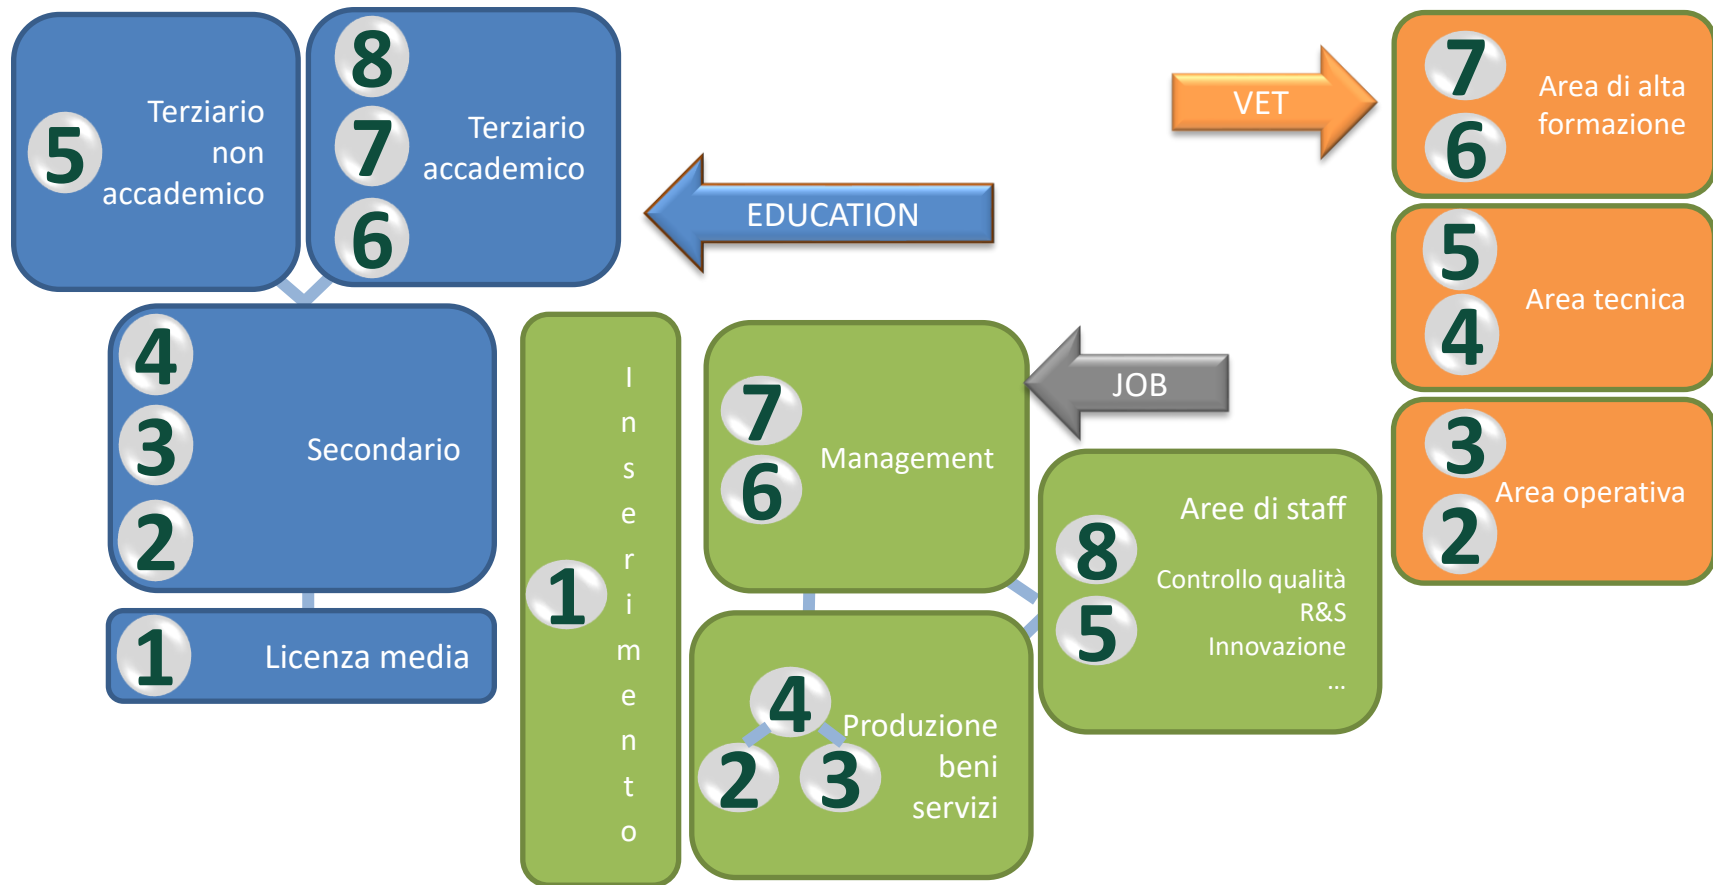 5
Terziario
non
accademico
8
7
6
Terziario
accademico
EDUCATION
4
3
2
Secondario
1
Licenza media
1
I
n
s
e
r
i
m
e
n
t
o
7
6
Management
JOB
Aree di staff
8
5
Controllo qualità
R&S
Innovazione
...
4
2
3
Produzione
beni
servizi
VET
7
6
Area di alta
formazione
5
4
Area tecnica
3
2
Area operativa